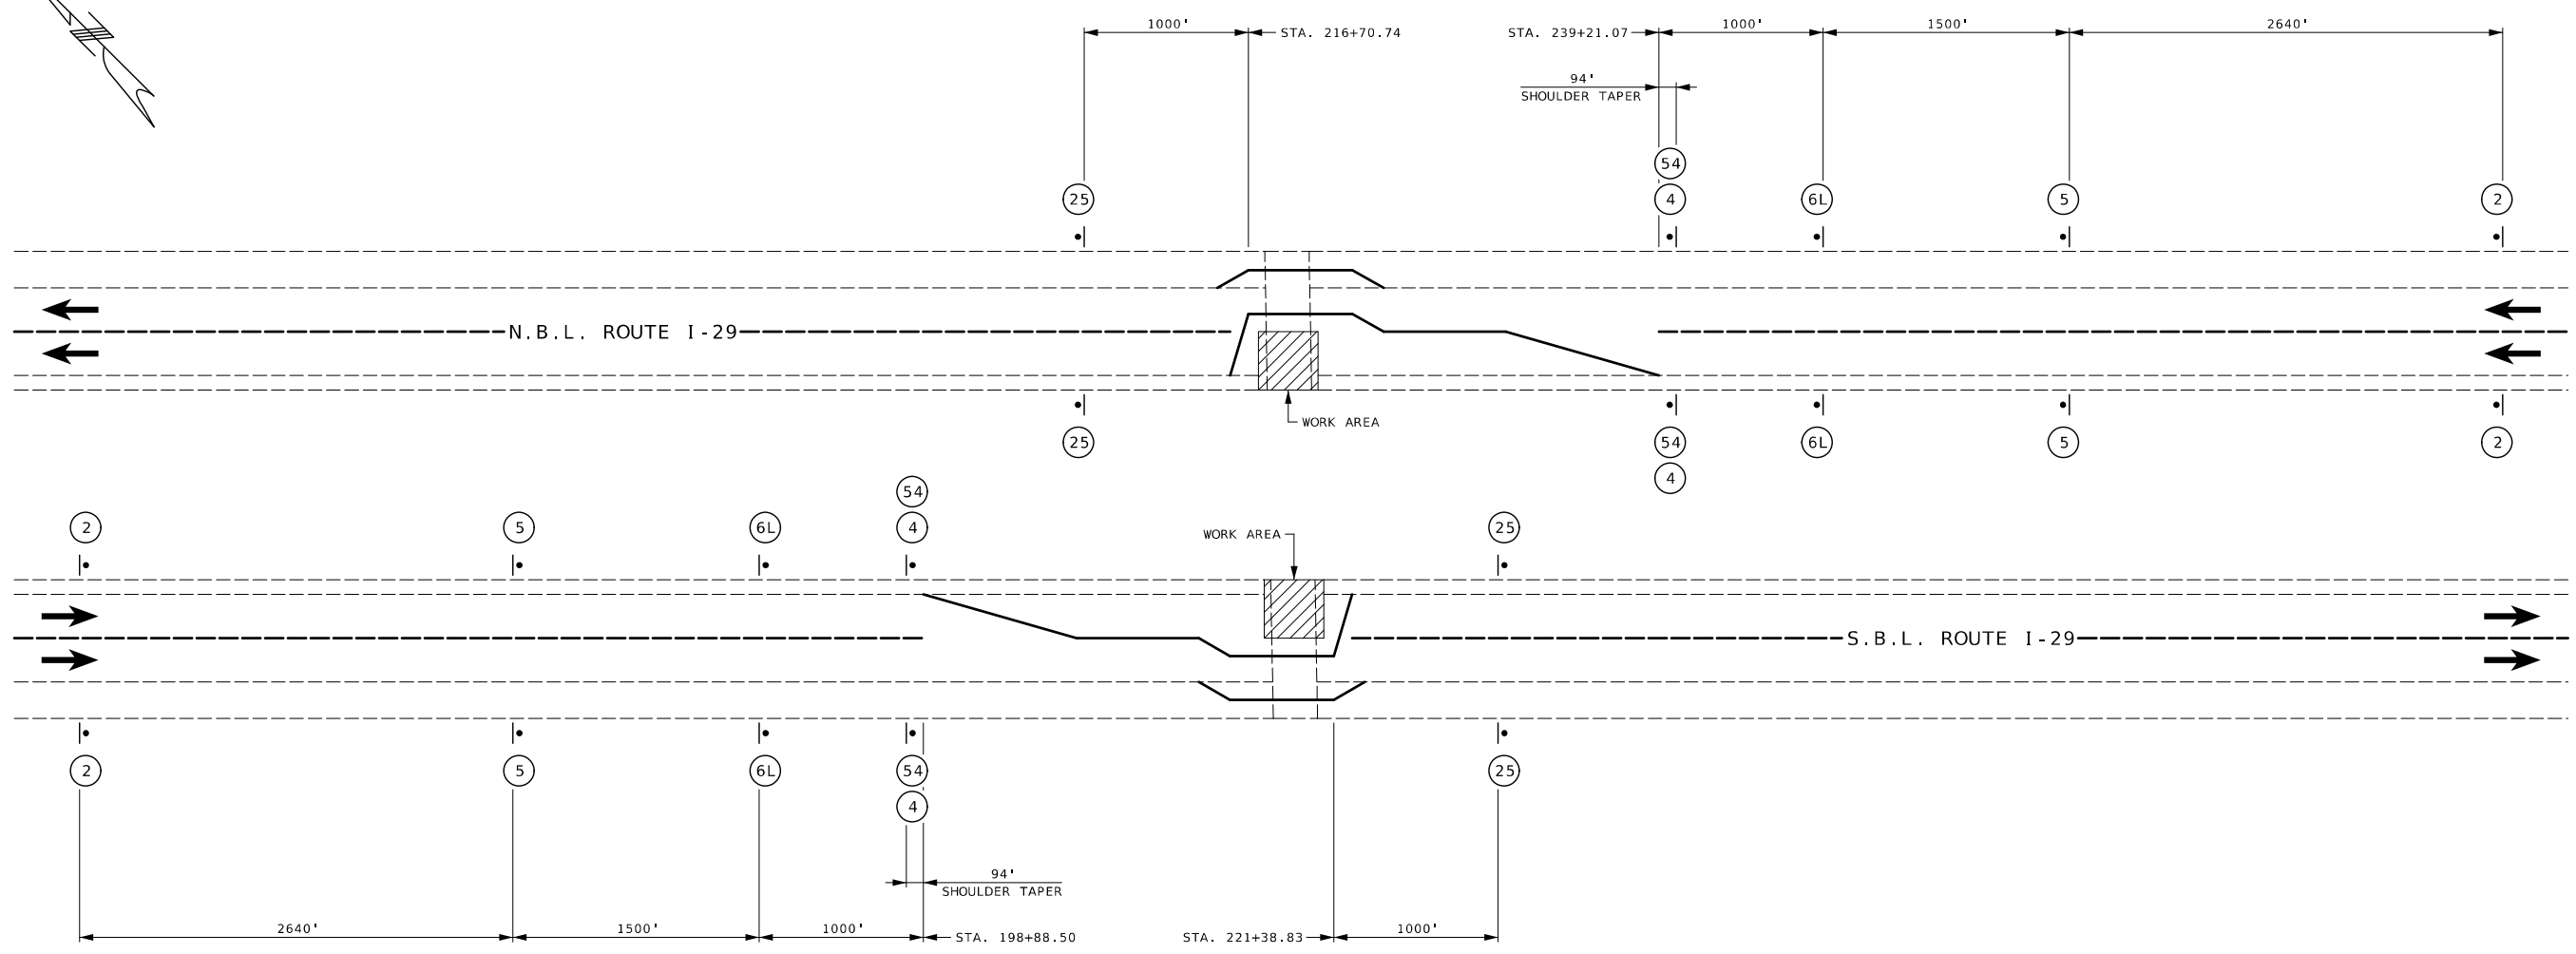 1000' STA. 216+70.74 STA. 239+21.07 1000' 1500' 2640'
94'
SHOULDER TAPER
54
25 4 6L 5 2
N.B.L. ROUTE I-29
WORK AREA
25 54 6L 5 2
4
54
2 5 6L 4 25
WORK AREA
S.B.L. ROUTE I-29
2 5 6L 54 25
4
94'
SHOULDER TAPER
2640' 1500' 1000' STA. 198+88.50 STA. 221+38.83 1000'